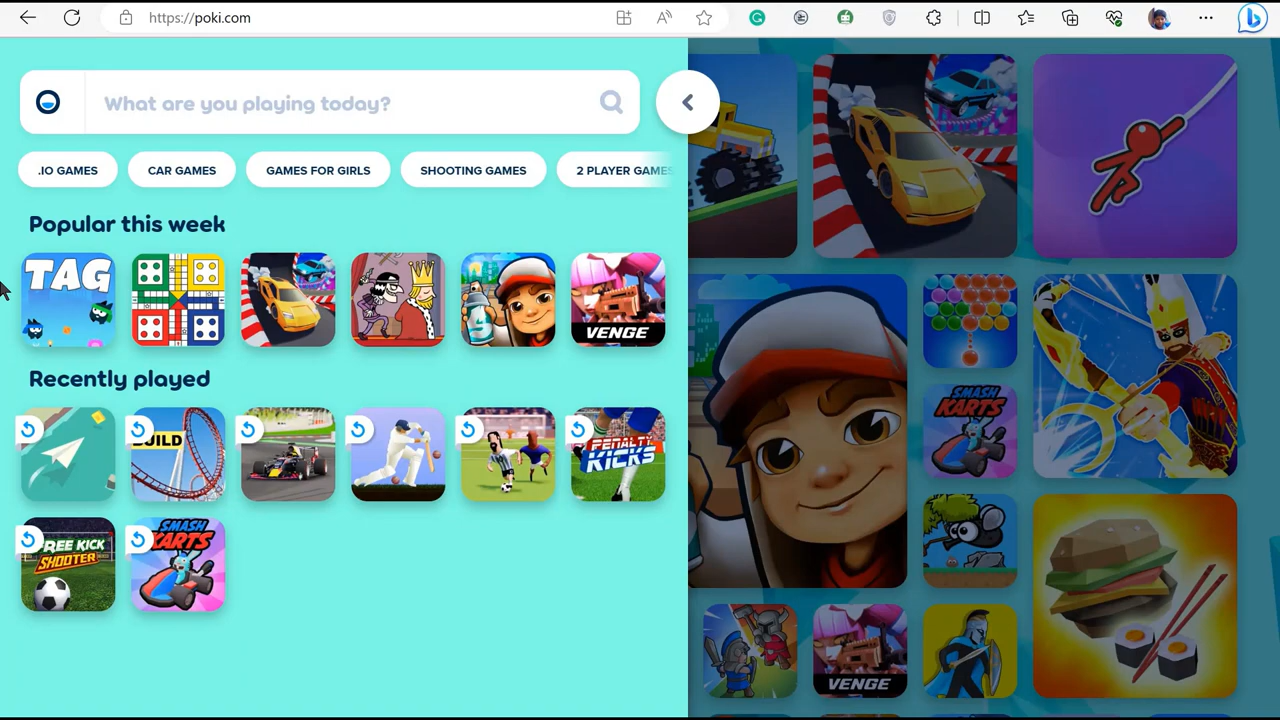 https://poki.com
What are you playing today?
.IO GAMES
CAR GAMES
GAMES FOR GIRLS
SHOOTING GAMES
2 PLAYER GAMES
Popular this week
TAG
VENGE
Recently played
BUILD
PENALTY
KICKS
FREE KICK
SHOOTER
SMASH
KARTS
SMASH
KARTS
VENGE